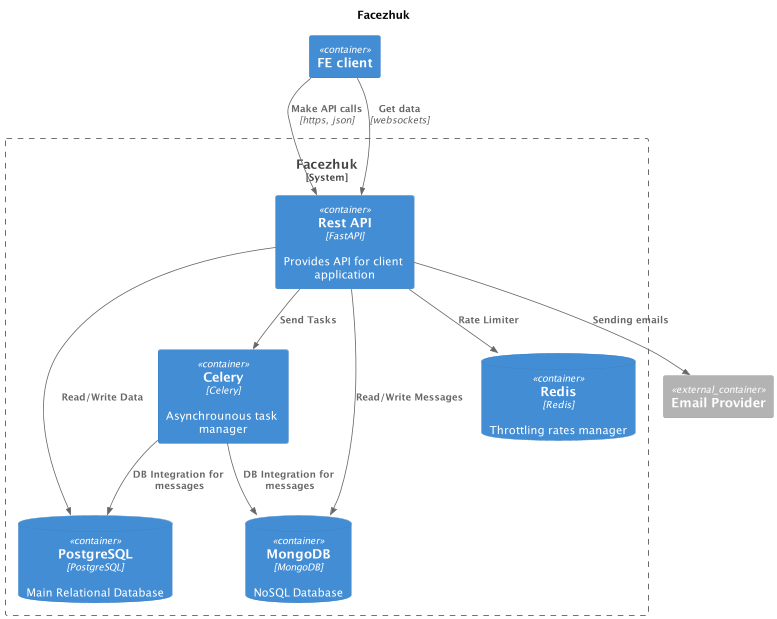 Facezhuk
«container»
FE client
Make API calls
[https, json]
Get data
[websockets]
Facezhuk
[System]
«container»
Rest API
[FastAPI]
Provides API for client
application
Send Tasks
Rate Limiter
Sending emails
«container»
Celery
[Celery]
Asynchrounous task
manager
«container»
Redis
[Redis]
Throttling rates manager
«external_container»
Email Provider
Read/Write Data
Read/Write Messages
DB Integration for
messages
DB Integration for
messages
«container»
PostgreSQL
[PostgreSQL]
Main Relational Database
«container»
MongoDB
[MongoDB]
NoSQL Database